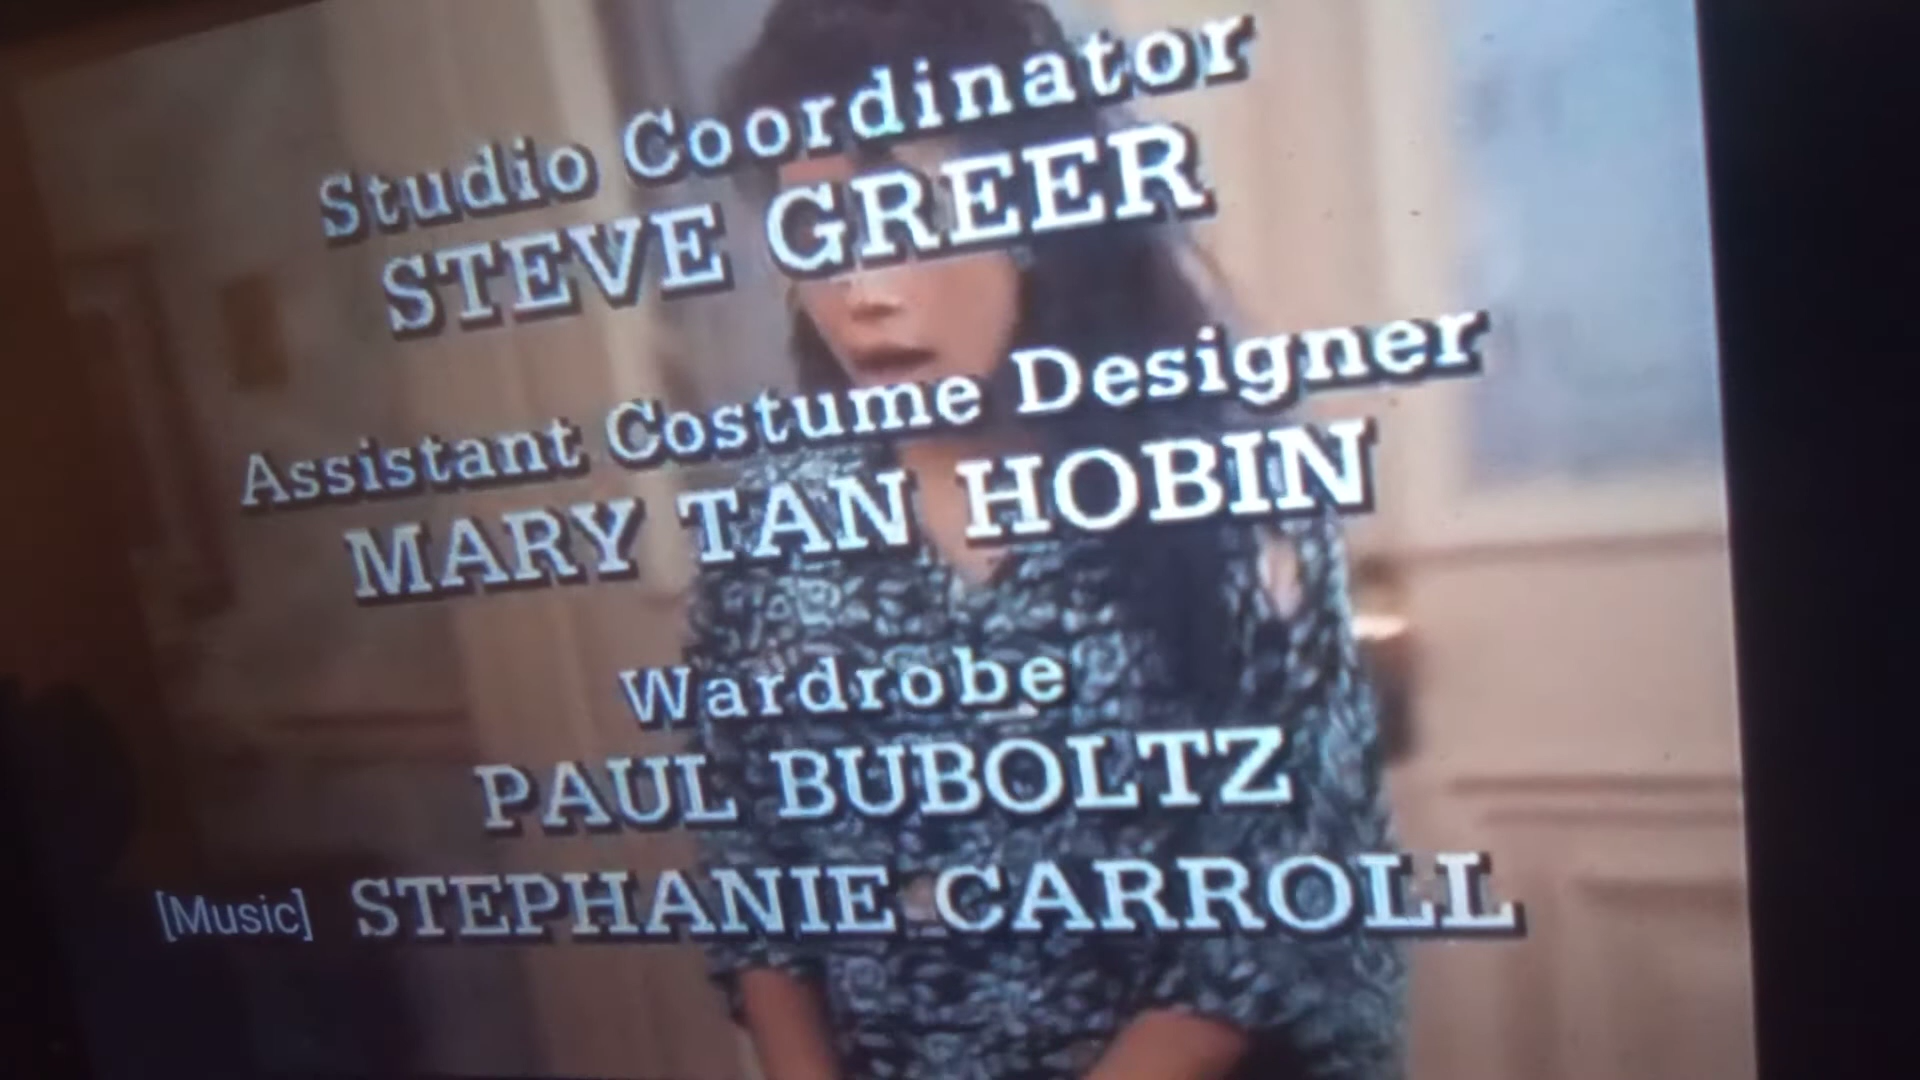 Studio Coordinator
STEVE GREER
Assistant Costume Designer
MARY TAN HOBIN
Wardrobe
PAUL BUBOLTZ
[Music] STEPHANIE CARROLL